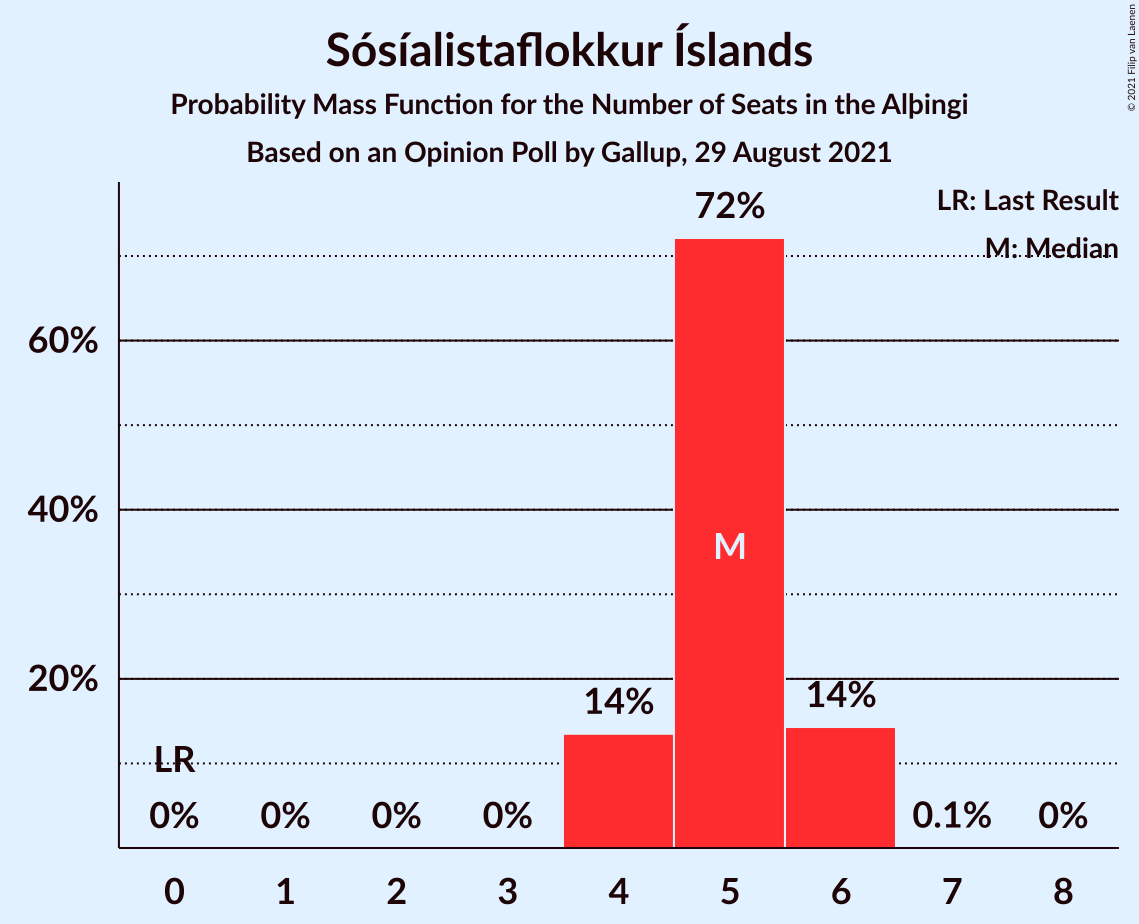 Sósíalistaflokkur Íslands
Probability Mass Function for the Number of Seats in the Alþingi
Based on an Opinion Poll by Gallup, 29 August 2021
© 2021 Filip van Laenen
LR: Last Result
M: Median
72%
60%
40%
M
20%
14%
14%
LR
0%
0%
0%
0%
0.1%
0%
0 1 2 3 4 5 6 7 8